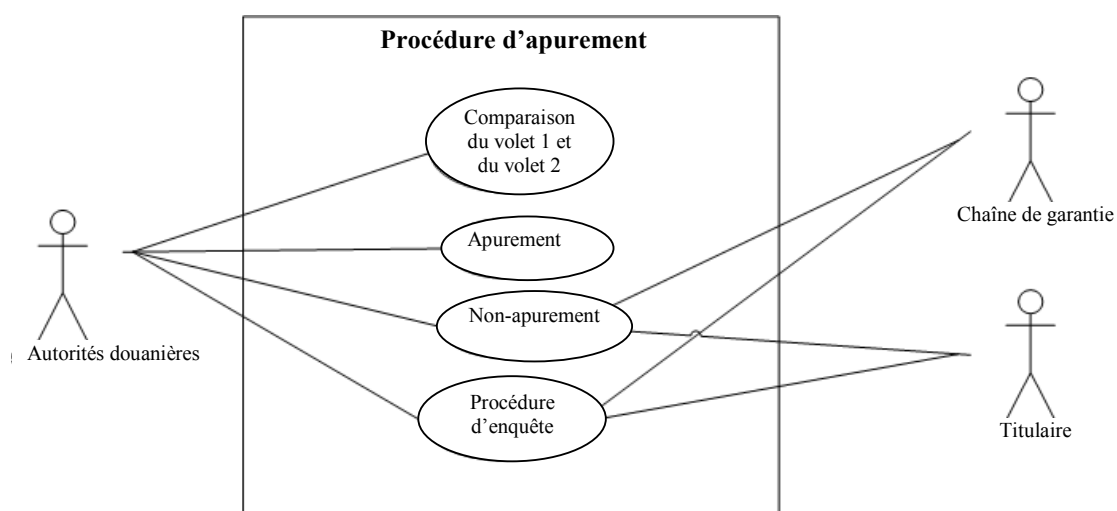 Procédure d’apurement
Comparaison
du volet 1 et
du volet 2
Chaîne de garantie
Apurement
Non-apurement
Autorités douanières
Procédure
d’enquête
Titulaire